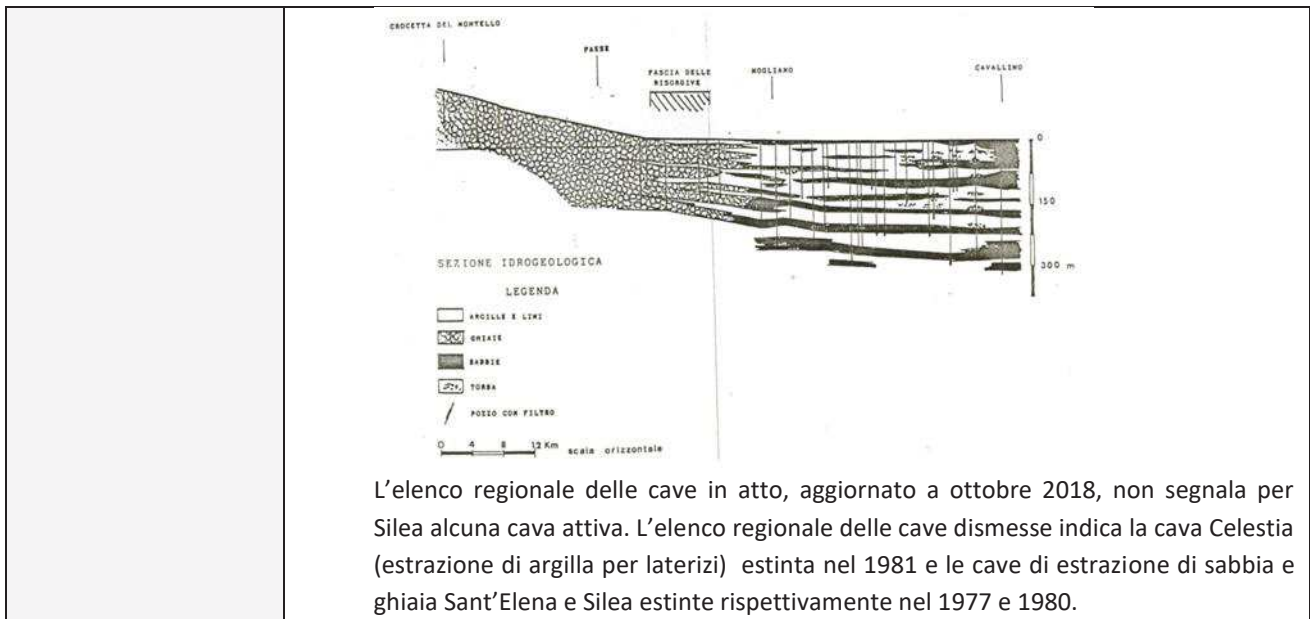 CROCETTA DEL MONTELLO
PAESE
FASCIA DELLE
RISORGIVE
MOGLIANO
CAVALLINO
0
150
300 m
SEZIONE IDROGEOLOGICA
LEGENDA
ARGILLE E LIMI
GHIAIE
SABBIE
TORBA
POZZO CON FILTRO
0 4 8 12 Km scala orizzontale
L’elenco regionale delle cave in atto, aggiornato a ottobre 2018, non segnala per
Silea alcuna cava attiva. L’elenco regionale delle cave dismesse indica la cava Celestia
(estrazione di argilla per laterizi) estinta nel 1981 e le cave di estrazione di sabbia e
ghiaia Sant’Elena e Silea estinte rispettivamente nel 1977 e 1980.